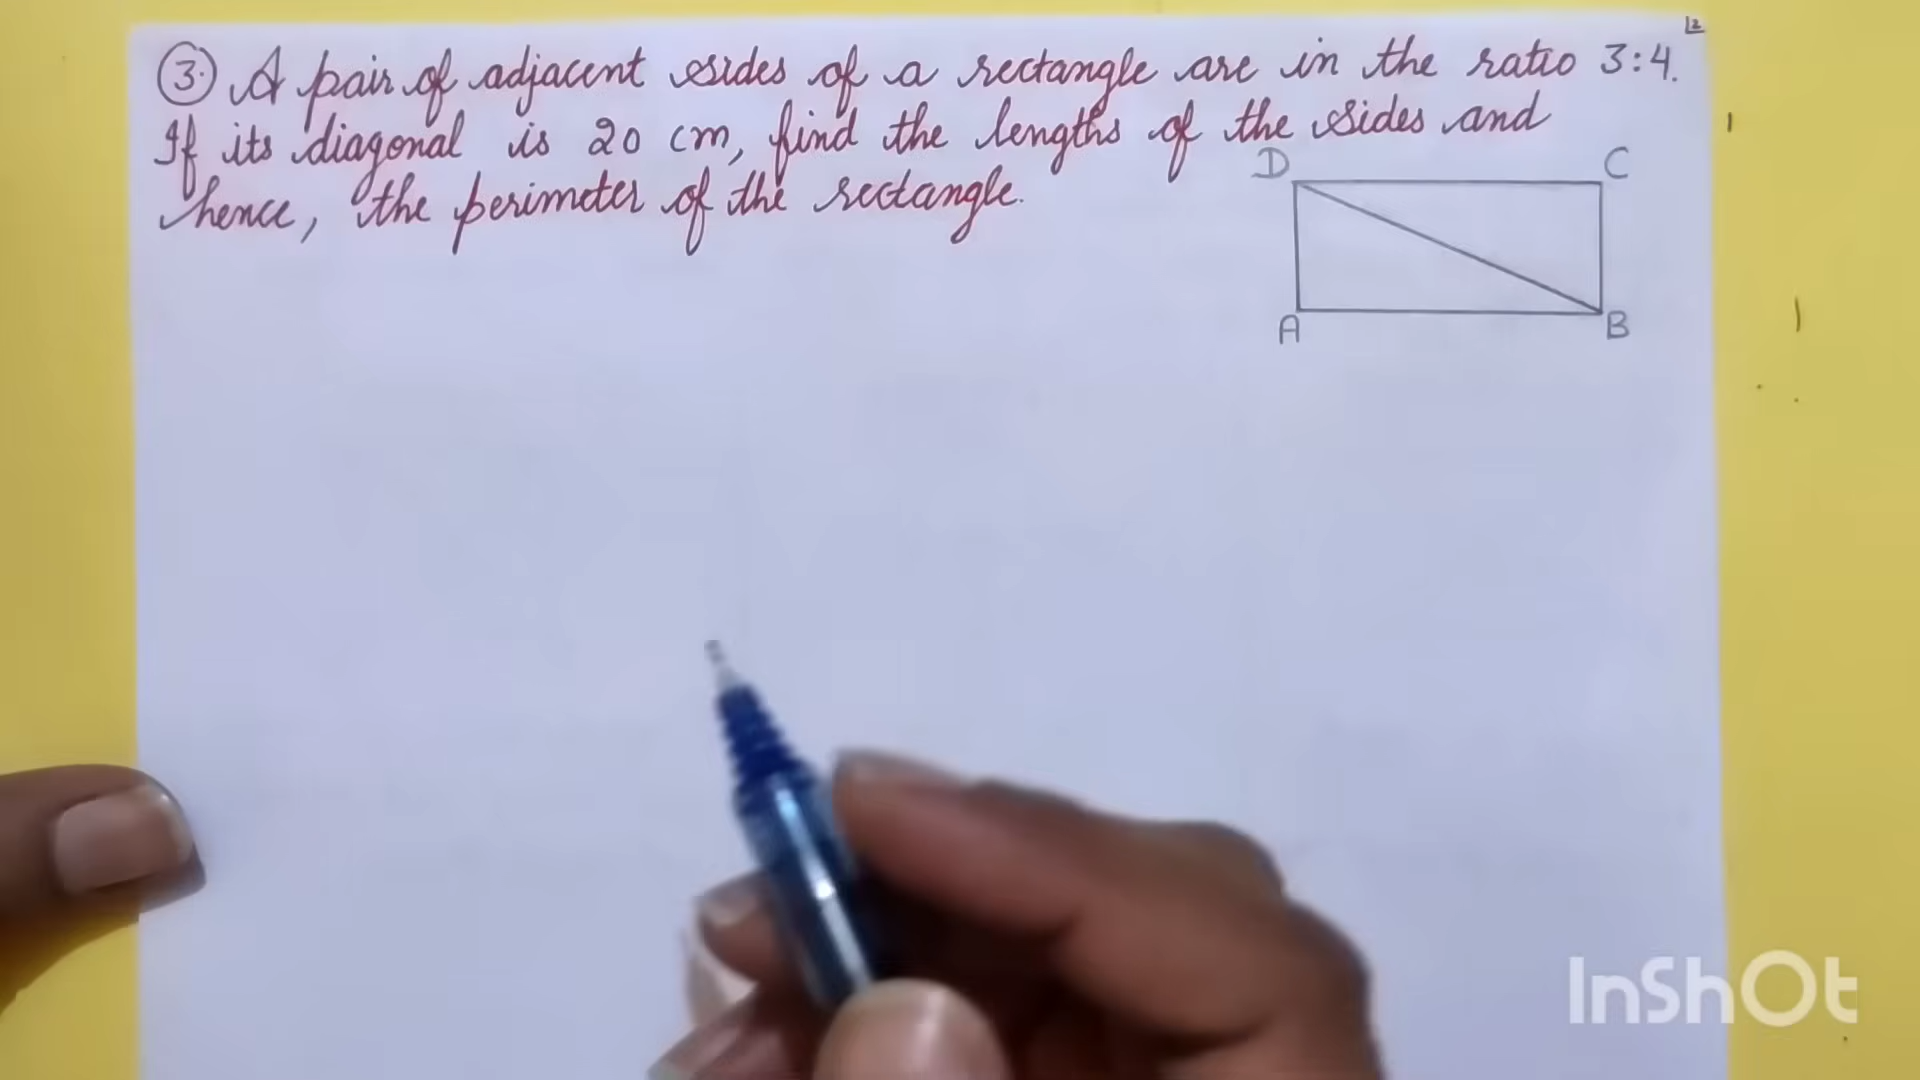 ③ A pair of adjacent sides of a rectangle are in the ratio 3:4.
If its diagonal is 20 cm, find the lengths of the sides and
hence, the perimeter of the rectangle.
D C
A B
InShOt